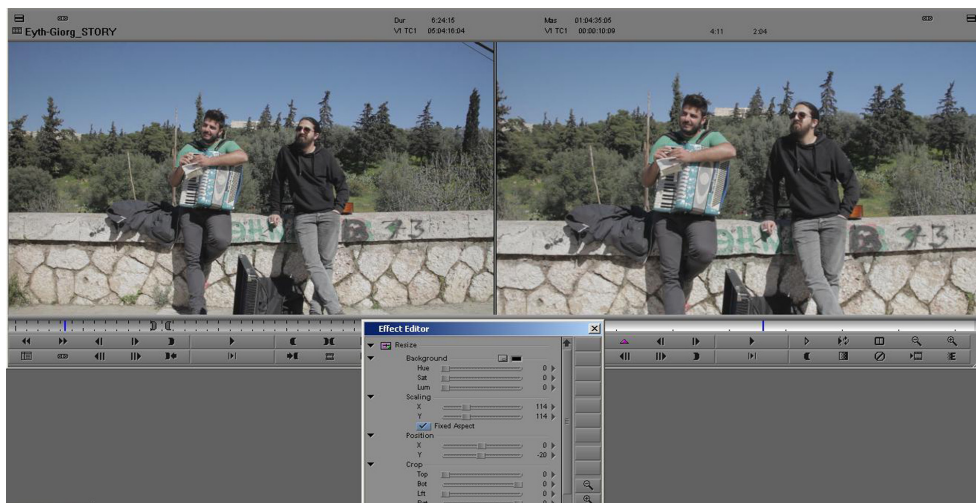 Dur 6:24:15 Mas 01:04:35:05
Eyth-Giorg_STORY V1 TC1 05:04:16:04 V1 TC1 00:00:10:09 4:11 2:04
Effect Editor
Resize
Background
Hue 0
Sat 0
Lum 0
Scaling
X 114
Y 114
Fixed Aspect
Position
X 0
Y -20
Crop
Top 0
Bot 0
Lft 0